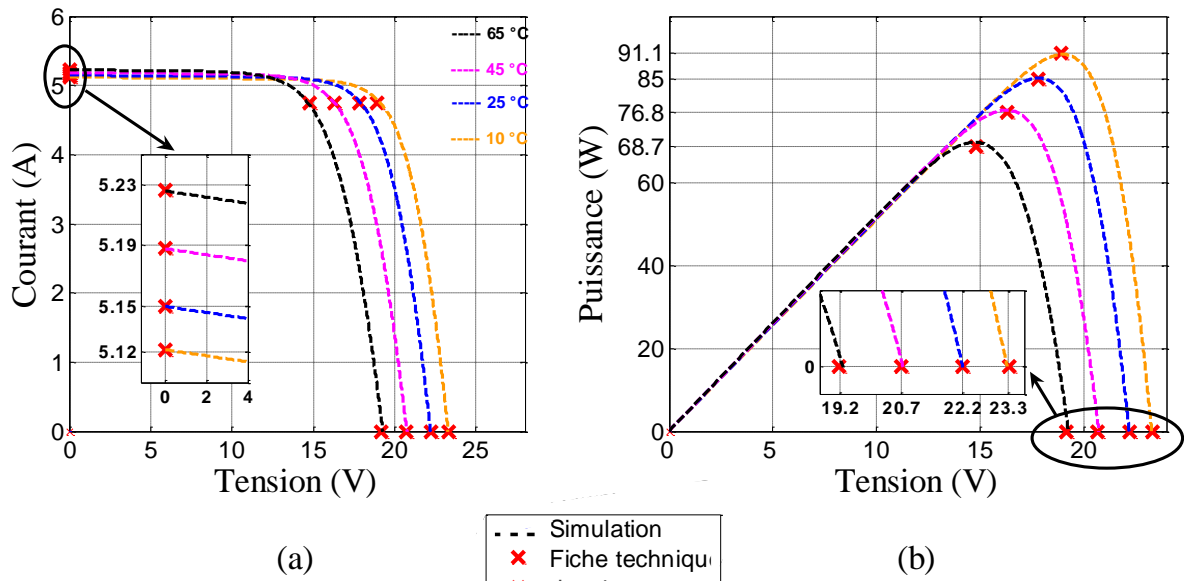 6
5
4
3
2
1
0
Courant (A)
65 °C
45 °C
25 °C
10 °C
5.23
5.19
5.15
5.12
0 2 4
0 5 10 15 20 25
Tension (V)
(a)
91.1
85
76.8
68.7
60
40
20
0
Puissance (W)
0
19.2 20.7 22.2 23.3
0 5 10 15 20
Tension (V)
(b)
Simulation
Fiche technique